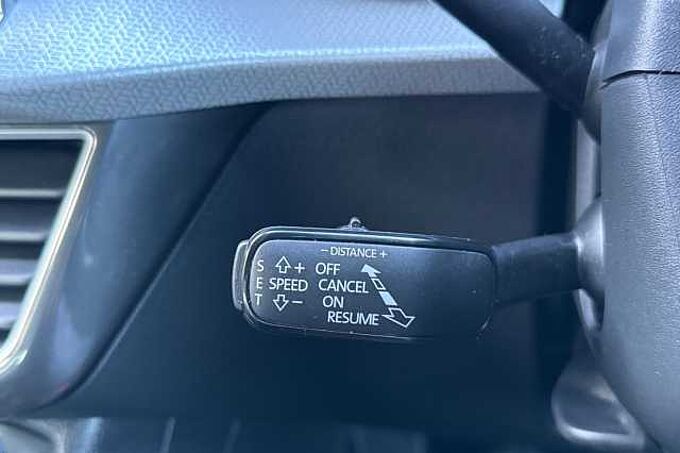 – DISTANCE +
S + OFF
E SPEED CANCEL
T – ON
RESUME